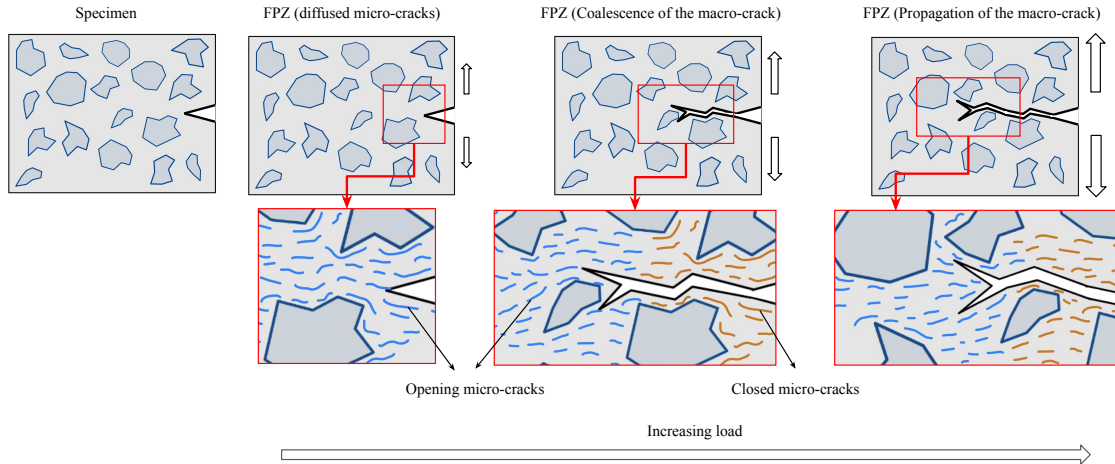 Specimen
FPZ (diffused micro-cracks)
FPZ (Coalescence of the macro-crack)
FPZ (Propagation of the macro-crack)
Opening micro-cracks
Closed micro-cracks
Increasing load